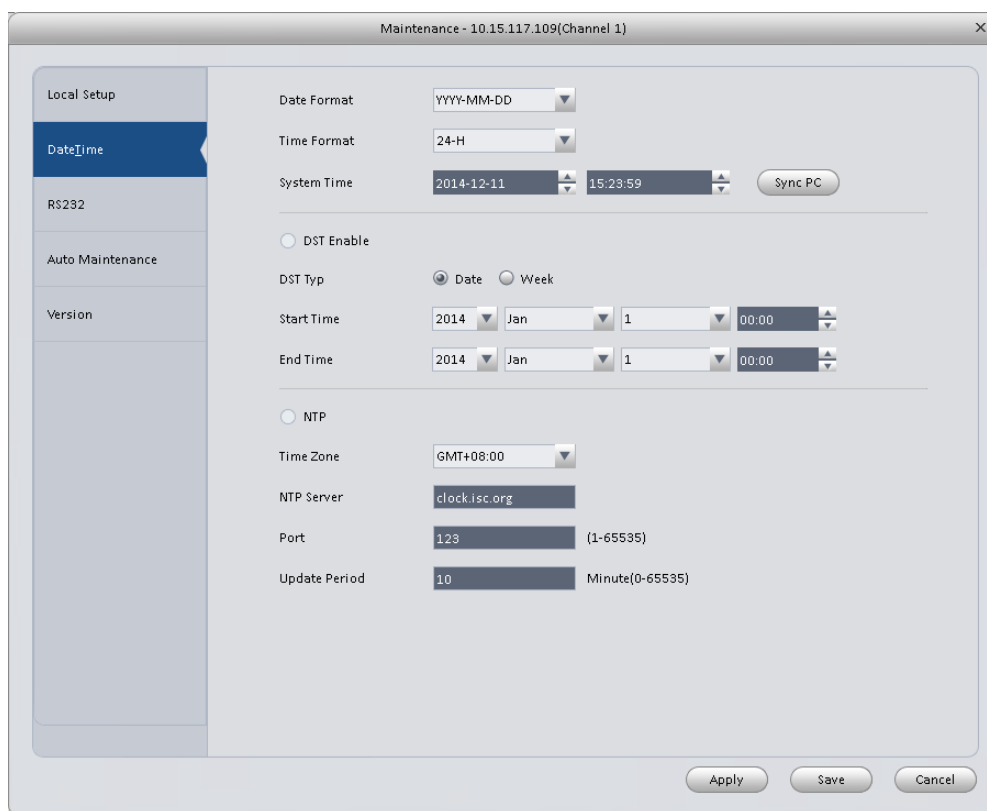 Maintenance - 10.15.117.109(Channel 1)
Local Setup
DateTime
RS232
Auto Maintenance
Version
Date Format YYYY-MM-DD
Time Format 24-H
System Time 2014-12-11 15:23:59 Sync PC
DST Enable
DST Typ Date Week
Start Time 2014 Jan 1 00:00
End Time 2014 Jan 1 00:00
NTP
Time Zone GMT+08:00
NTP Server clock.isc.org
Port 123 (1-65535)
Update Period 10 Minute(0-65535)
Apply Save Cancel